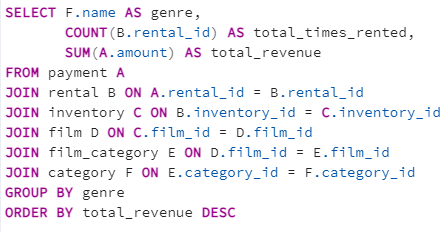 SELECT F.name AS genre,
COUNT(B.rental_id) AS total_times_rented,
SUM(A.amount) AS total_revenue
FROM payment A
JOIN rental B ON A.rental_id = B.rental_id
JOIN inventory C ON B.inventory_id = C.inventory_id
JOIN film D ON C.film_id = D.film_id
JOIN film_category E ON D.film_id = E.film_id
JOIN category F ON E.category_id = F.category_id
GROUP BY genre
ORDER BY total_revenue DESC